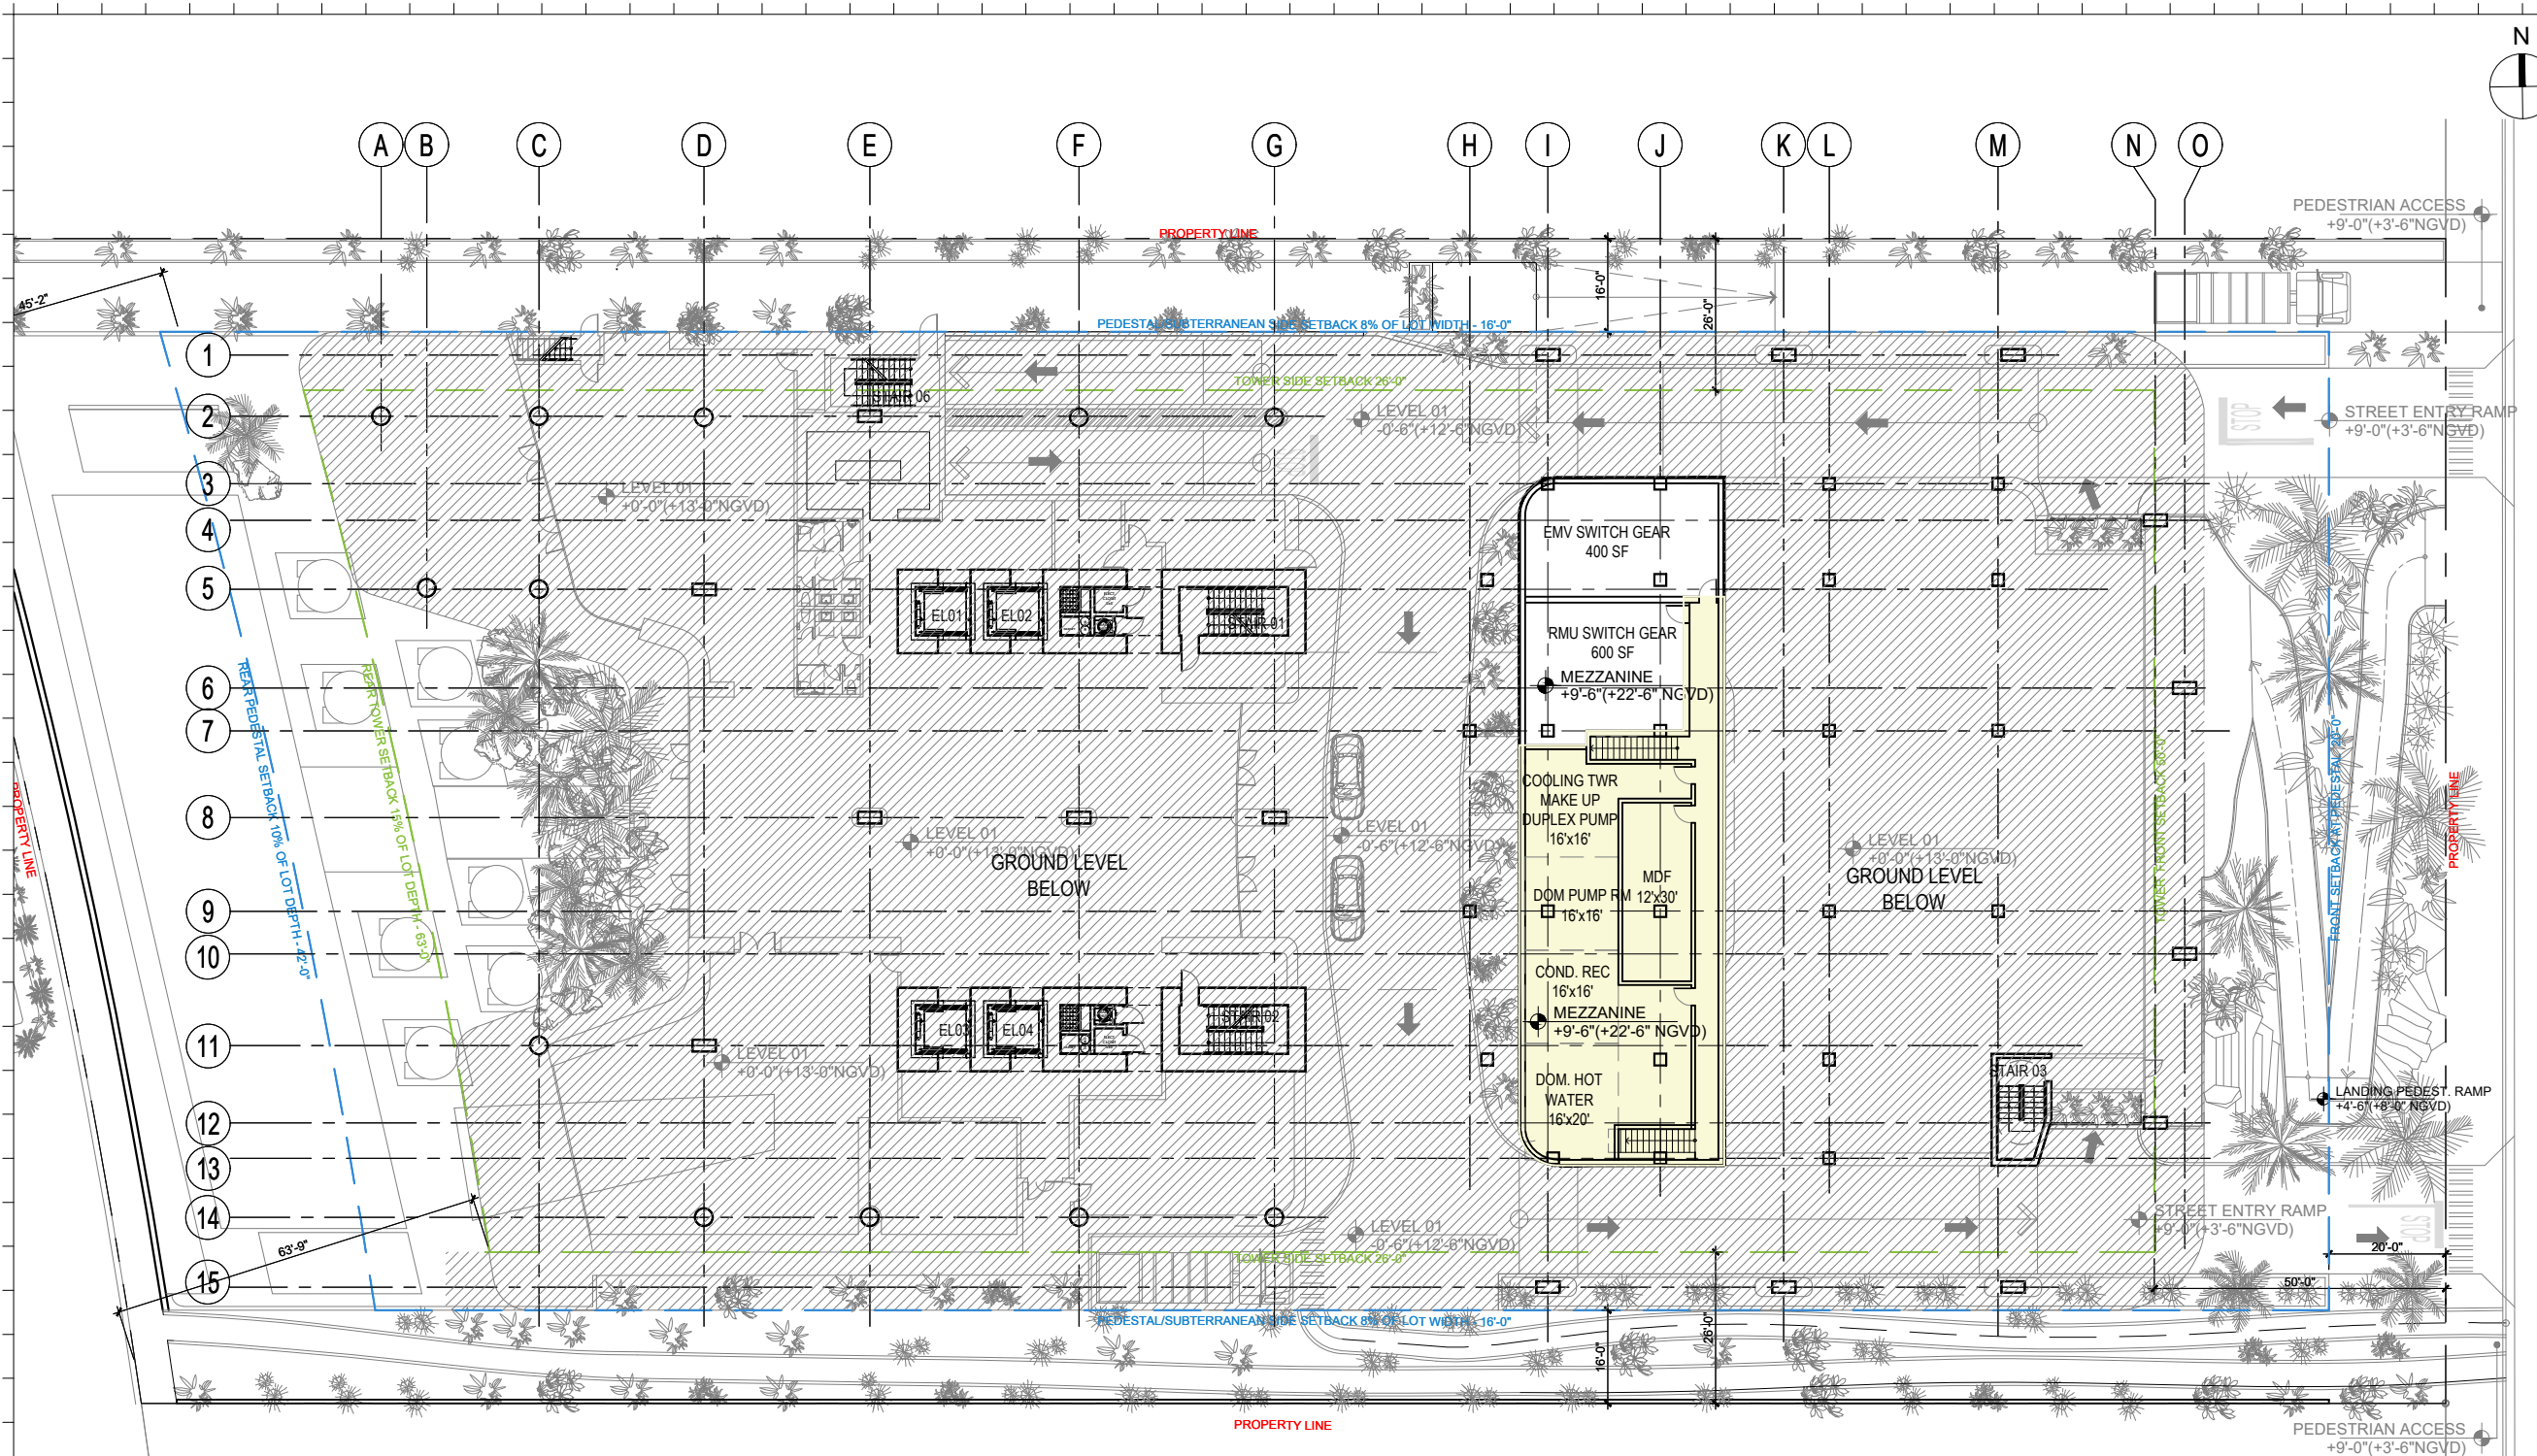 N
A
B
C
D
E
F
G
H
I
J
K
L
M
N
O
PEDESTRIAN ACCESS
+9'-0"(+3'-6"NGVD)
PROPERTY LINE
45'-2"
16'-0"
26'-0"
PEDESTAL/SUBTERRANEAN SIDE SETBACK 8% OF LOT WIDTH - 16'-0"
1
TOWER SIDE SETBACK 26'-0"
STAIR 06
2
LEVEL 01
-0'-6"(+12'-6"NGVD)
STOP
STREET ENTRY RAMP
+9'-0"(+3'-6"NGVD)
3
LEVEL 01
+0'-0"(+13'-0"NGVD)
4
EMV SWITCH GEAR
400 SF
5
EL01
EL02
STAIR 01
RMU SWITCH GEAR
600 SF
6
MEZZANINE
+9'-6"(+22'-6" NGVD)
7
REAR PEDESTAL SETBACK 10% OF LOT DEPTH - 42'-0"
REAR TOWER SETBACK 15% OF LOT DEPTH - 63'-0"
PROPERTY LINE
COOLING TWR
MAKE UP
DUPLEX PUMP
16'x16'
8
LEVEL 01
+0'-0"(+13'-0"NGVD)
GROUND LEVEL
BELOW
LEVEL 01
-0'-6"(+12'-6"NGVD)
LEVEL 01
+0'-0"(+13'-0"NGVD)
GROUND LEVEL
BELOW
TOWER FRONT SETBACK 50'-0"
FRONT SETBACK AT PEDESTAL 20'-0"
PROPERTY LINE
MDF
12'x30'
DOM PUMP RM
16'x16'
9
10
COND. REC
16'x16'
MEZZANINE
+9'-6"(+22'-6" NGVD)
EL03
EL04
STAIR 02
11
LEVEL 01
+0'-0"(+13'-0"NGVD)
DOM. HOT
WATER
16'x20'
STAIR 03
LANDING PEDEST. RAMP
+4'-6"(+8'-0" NGVD)
12
13
14
LEVEL 01
-0'-6"(+12'-6"NGVD)
STREET ENTRY RAMP
+9'-0"(+3'-6"NGVD)
STOP
63'-9"
TOWER SIDE SETBACK 26'-0"
20'-0"
15
50'-0"
PEDESTAL/SUBTERRANEAN SIDE SETBACK 8% OF LOT WIDTH - 16'-0"
16'-0"
26'-0"
PROPERTY LINE
PEDESTRIAN ACCESS
+9'-0"(+3'-6"NGVD)